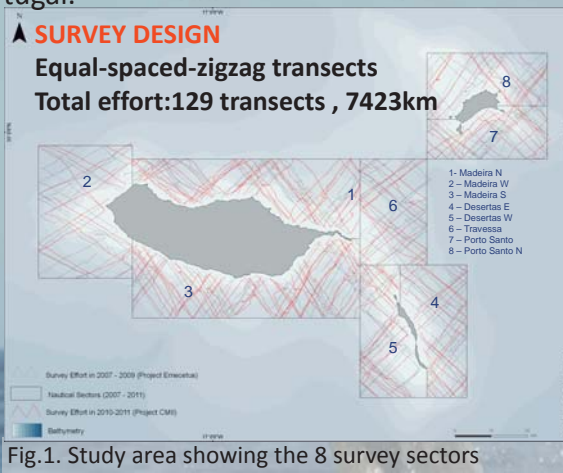 tugal.
N
SURVEY DESIGN
Equal-spaced-zigzag transects
Total effort:129 transects , 7423km
8
7
2
1
6
1- Madeira N
2 – Madeira W
3 – Madeira S
4 – Desertas E
5 – Desertas W
6 – Travessa
7 – Porto Santo
8 – Porto Santo N
3
4
5
Survey Effort in 2007 - 2009 (Project Emecetus)
Nautical Sectors (2007 - 2011)
Survey Effort in 2010-2011 (Project CMII)
Bathymetry
Fig.1. Study area showing the 8 survey sectors